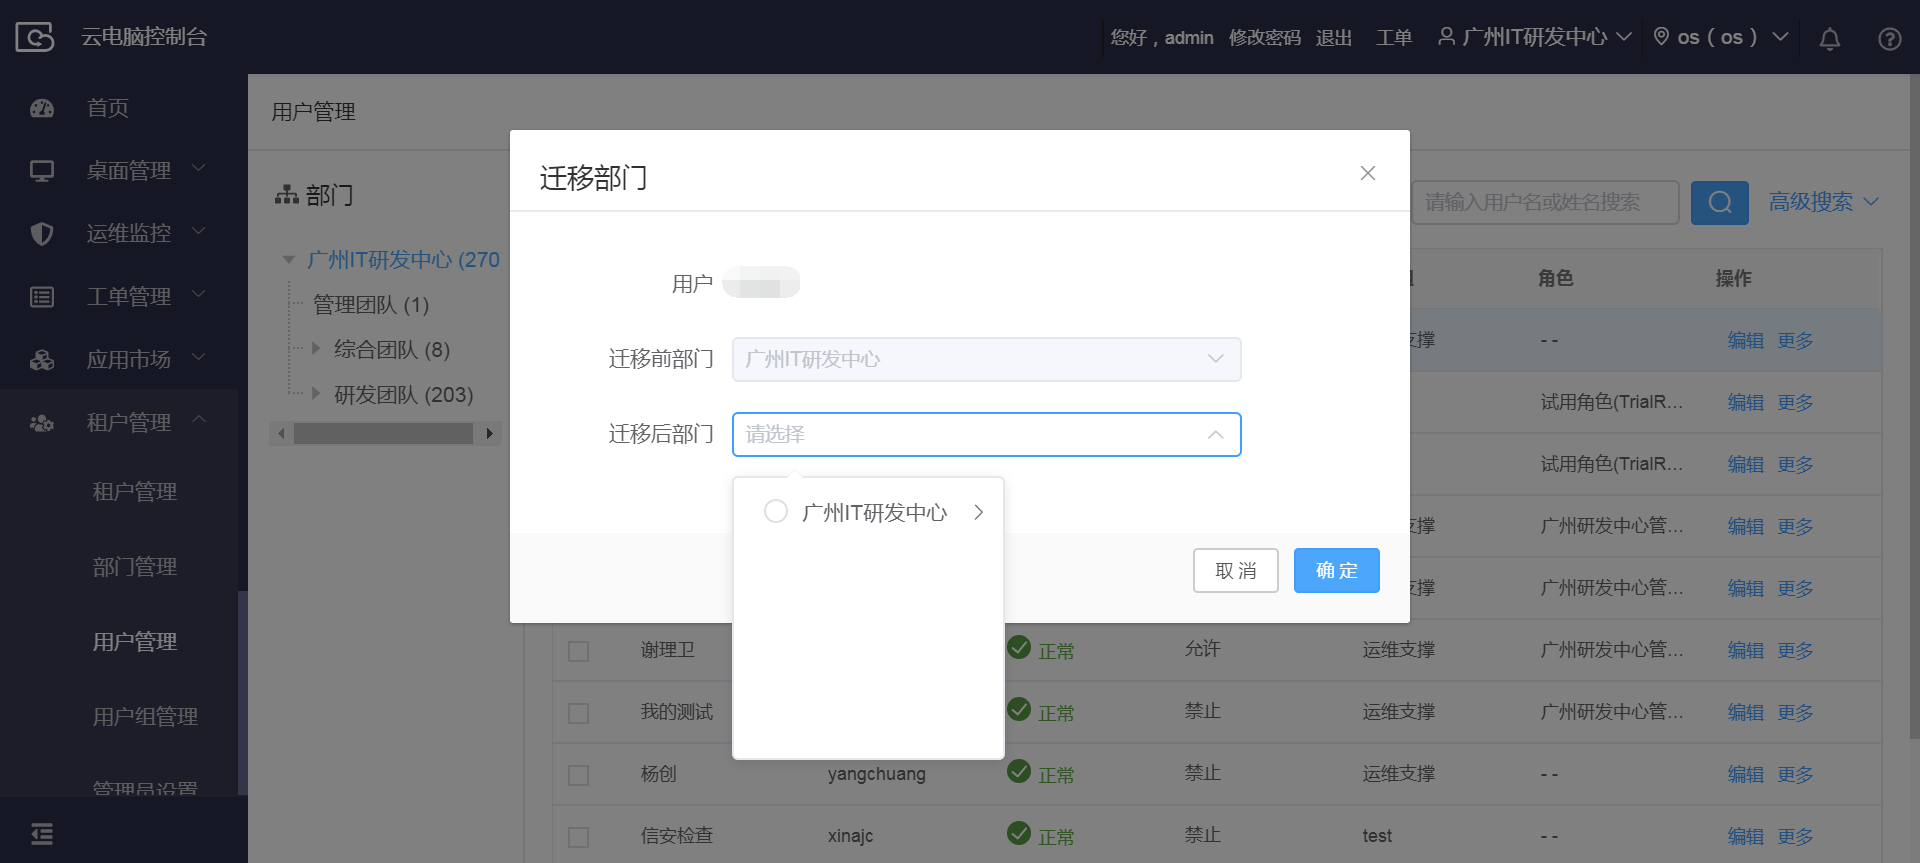 云电脑控制台
您好，admin 修改密码 退出 工单 广州IT研发中心 os（os）
首页
桌面管理
运维监控
工单管理
应用市场
租户管理
租户管理
部门管理
用户管理
用户组管理
管理员设置
用户管理
部门
广州IT研发中心 (270
管理团队 (1)
综合团队 (8)
研发团队 (203)
请输入用户名或姓名搜索 高级搜索
角色 操作
支撑 - - 编辑 更多
试用角色(TrialR... 编辑 更多
试用角色(TrialR... 编辑 更多
支撑 广州研发中心管... 编辑 更多
支撑 广州研发中心管... 编辑 更多
谢理卫 正常 允许 运维支撑 广州研发中心管... 编辑 更多
我的测试 正常 禁止 运维支撑 广州研发中心管... 编辑 更多
杨创 yangchuang 正常 禁止 运维支撑 - - 编辑 更多
信安检查 xinajc 正常 禁止 test - - 编辑 更多
迁移部门
用户
迁移前部门 广州IT研发中心
迁移后部门 请选择
广州IT研发中心
取消 确定